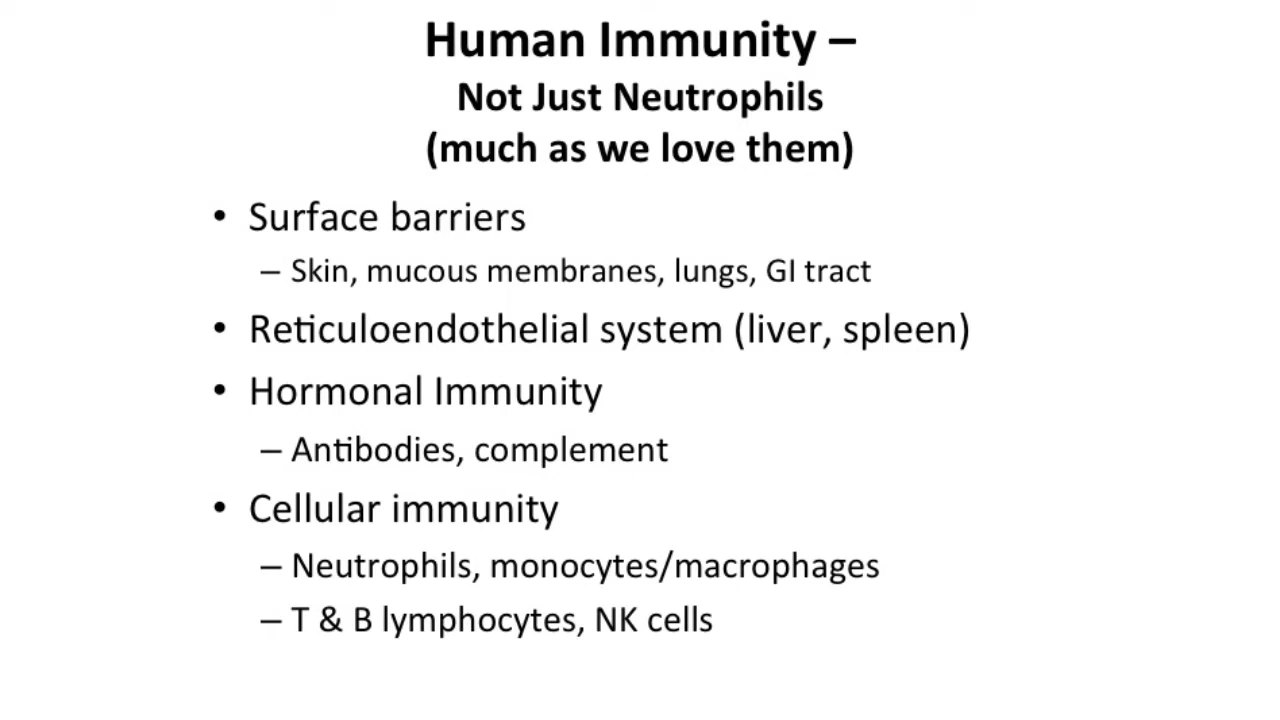 Human Immunity –
Not Just Neutrophils
(much as we love them)
• Surface barriers
– Skin, mucous membranes, lungs, GI tract
• Reticuloendothelial system (liver, spleen)
• Hormonal Immunity
– Antibodies, complement
• Cellular immunity
– Neutrophils, monocytes/macrophages
– T & B lymphocytes, NK cells